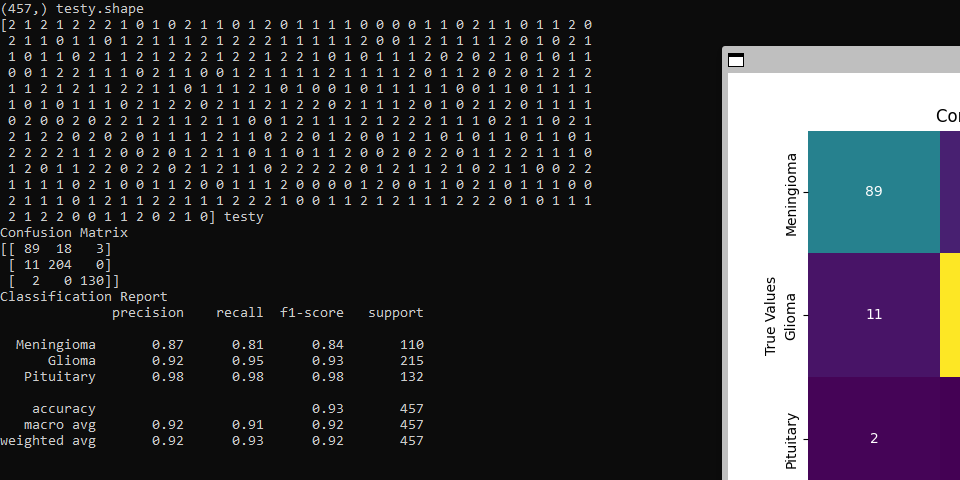 (457,) testy.shape
[2 1 2 1 2 2 2 1 0 1 0 2 1 1 0 1 2 0 1 1 1 1 0 0 0 0 1 1 0 2 1 1 0 1 1 2 0
2 1 1 0 1 1 0 1 2 1 1 1 2 1 2 2 2 1 1 1 1 1 2 0 0 1 2 1 1 1 1 2 0 1 0 2 1
1 0 1 1 0 2 1 1 2 1 2 2 2 1 2 2 1 2 1 1 0 1 0 1 1 1 2 0 2 0 2 1 0 1 0 1 1
0 0 1 2 2 1 1 1 0 2 1 1 0 0 1 2 1 1 2 2 1 2 1 1 1 1 2 0 1 1 2 0 2 0 1 2 1 2
1 1 2 1 2 1 1 2 2 1 1 0 1 1 1 2 1 0 1 0 0 1 0 1 1 1 1 0 0 1 1 0 1 1 1 1
1 0 1 0 1 1 1 0 2 1 2 2 0 2 1 1 2 1 1 2 2 0 2 1 1 1 2 0 1 0 2 1 0 1 1 1 1
0 2 0 0 2 0 2 2 1 1 2 1 1 2 1 1 0 0 1 1 2 1 1 1 2 1 1 2 2 2 1 1 1 0 2 1 1 0 2 1
2 1 2 2 0 2 0 2 0 1 1 1 1 2 1 1 2 1 1 2 0 0 0 1 2 1 0 1 1 0 1 1 0 1
2 2 2 2 1 1 2 0 0 2 0 1 2 1 1 0 1 1 0 1 1 2 0 0 2 0 2 2 0 1 1 2 2 1 1 1 0
1 2 0 1 1 2 2 0 2 0 0 2 1 1 1 0 2 1 1 0 2 2 2 2 2 0 1 2 1 1 2 1 0 2 1 1 0 0 2 2
1 1 1 1 0 2 1 0 0 1 1 2 0 0 1 1 1 2 0 0 0 0 1 2 0 0 1 1 0 2 1 0 1 1 1 0 0
2 1 1 1 0 1 2 1 1 2 1 1 2 2 2 1 0 0 1 1 2 1 2 1 1 1 2 2 2 0 1 0 1 1 1
2 1 2 2 0 0 1 1 2 0 2 1 0] testy
Confusion Matrix
[[ 89 18 3]
[ 11 204 0]
[ 2 0 130]]
Classification Report
precision recall f1-score support
Meningioma 0.87 0.81 0.84 110
Glioma 0.92 0.95 0.93 215
Pituitary 0.98 0.98 0.98 132
accuracy 0.93 457
macro avg 0.92 0.91 0.92 457
weighted avg 0.92 0.93 0.92 457
Meningioma
89
True Values
Glioma
11
Pituitary
2